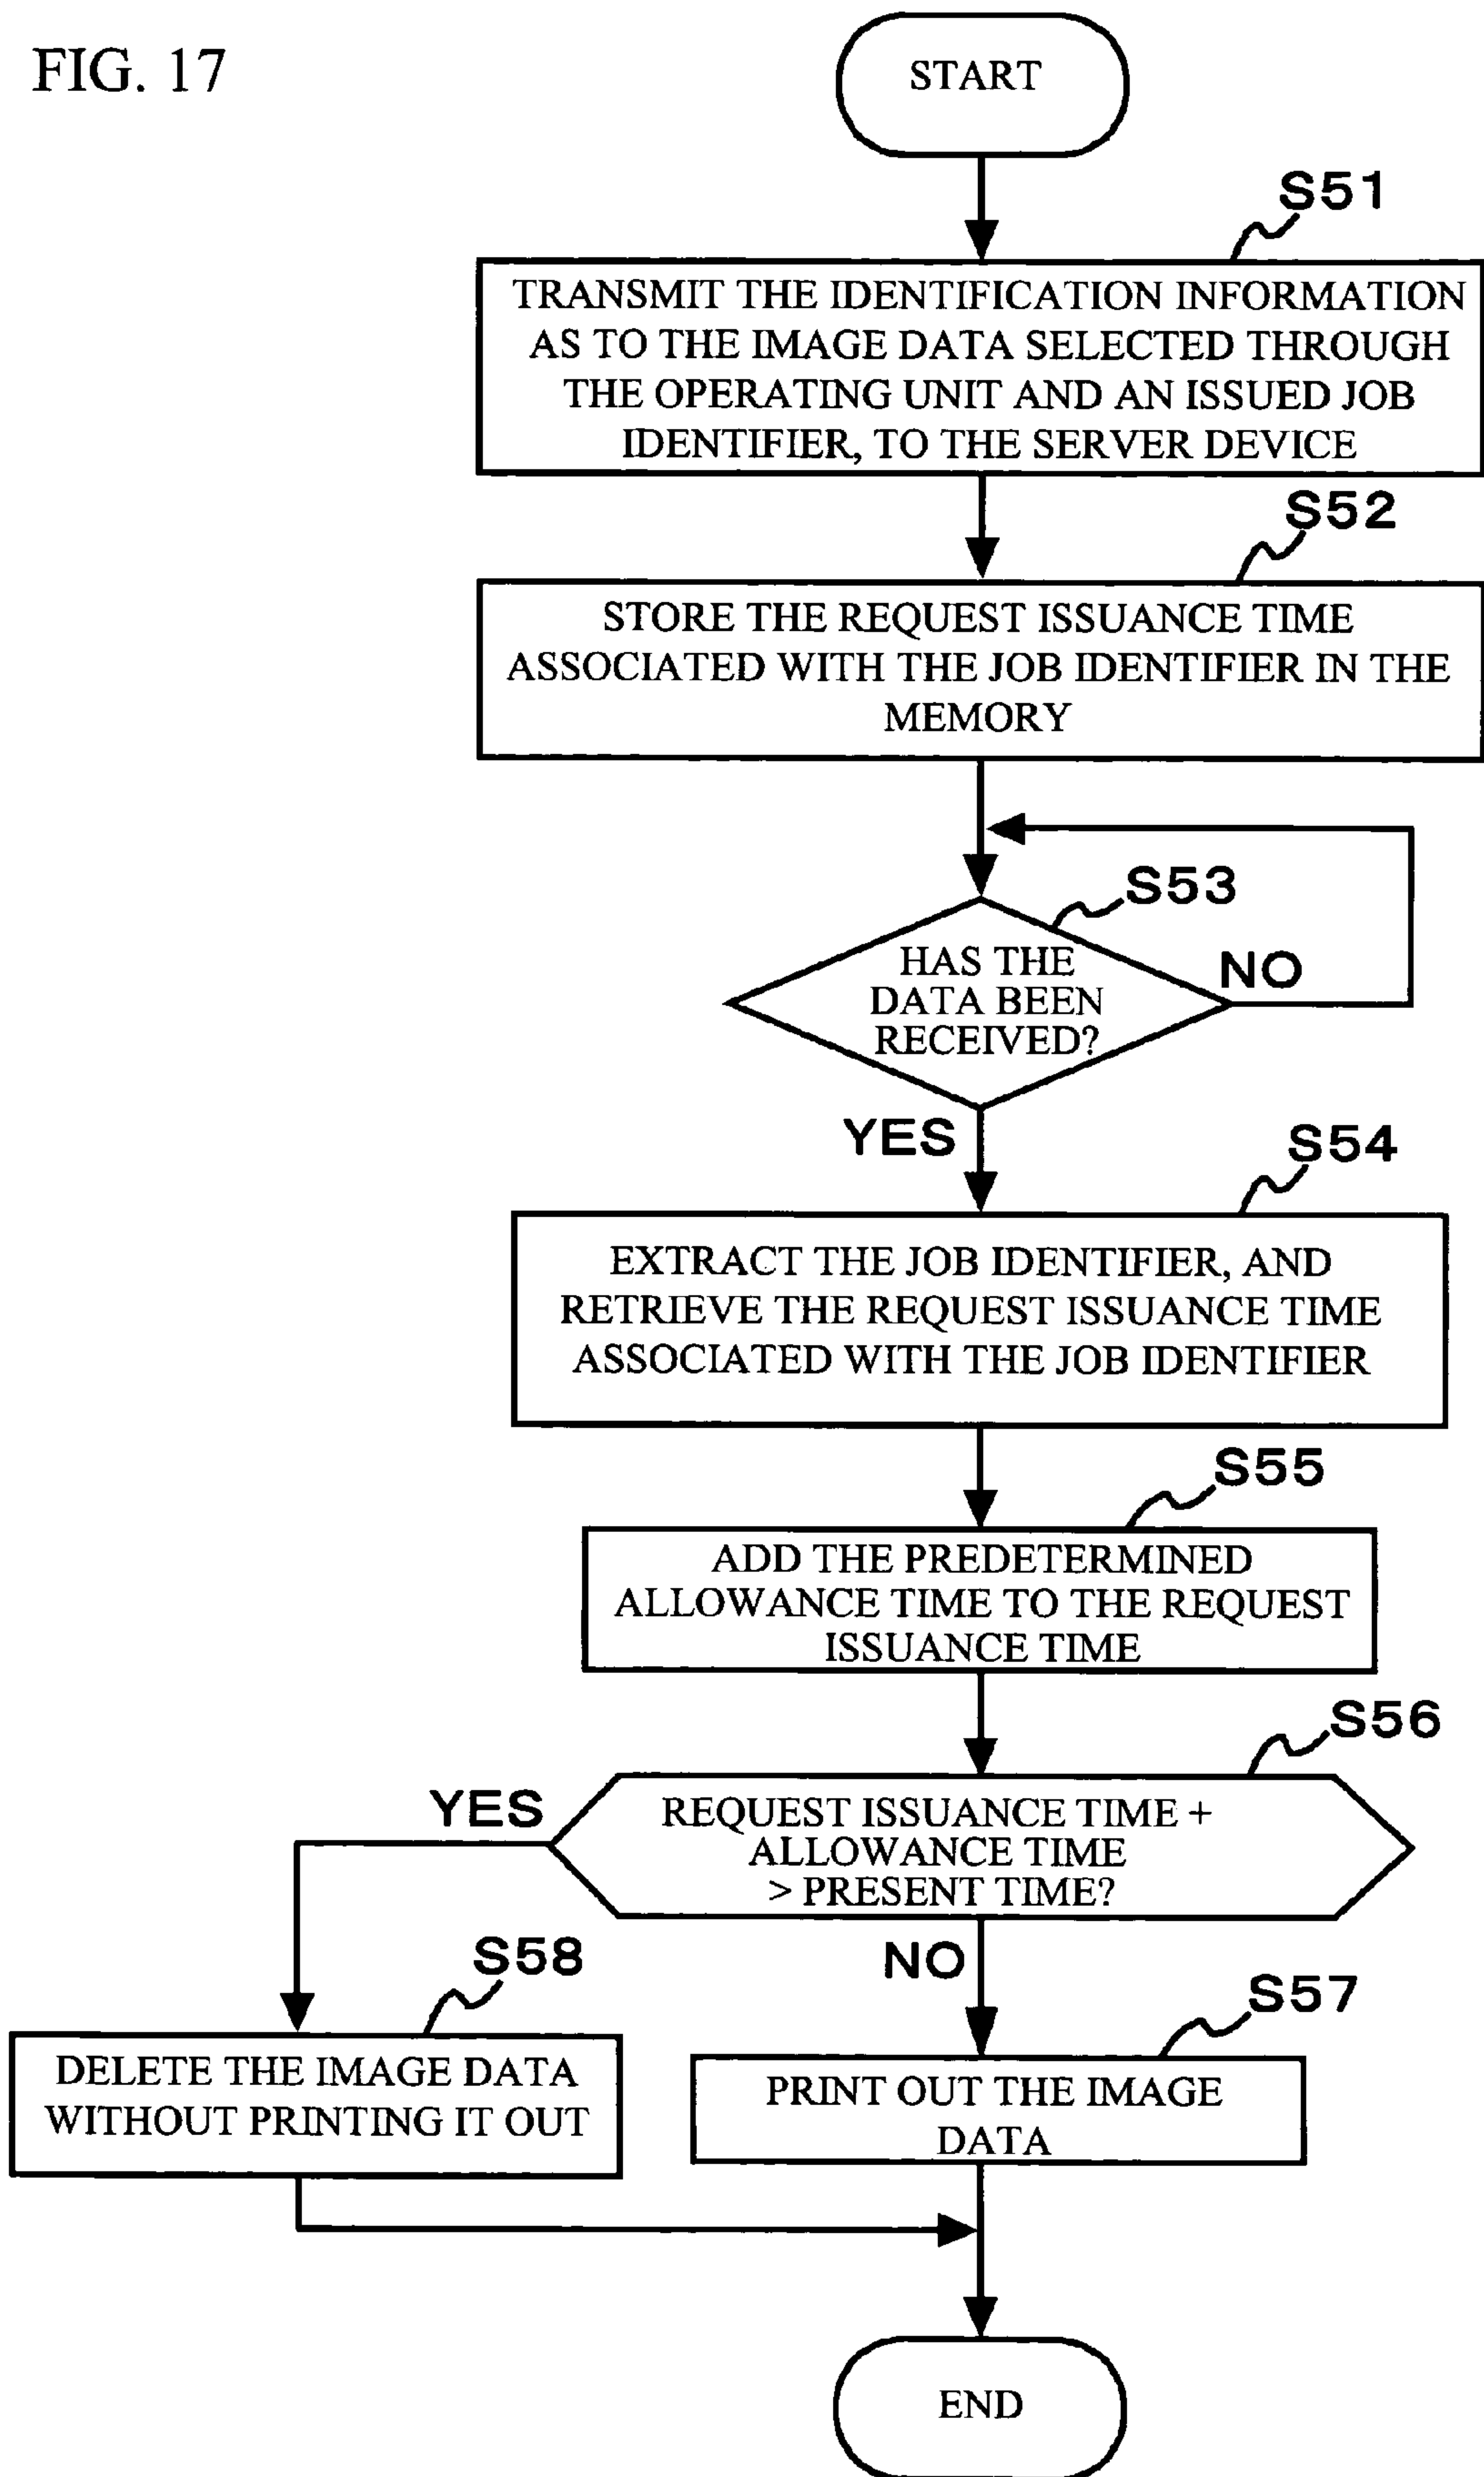 FIG. 17
START
S51
TRANSMIT THE IDENTIFICATION INFORMATION
AS TO THE IMAGE DATA SELECTED THROUGH
THE OPERATING UNIT AND AN ISSUED JOB
IDENTIFIER, TO THE SERVER DEVICE
S52
STORE THE REQUEST ISSUANCE TIME
ASSOCIATED WITH THE JOB IDENTIFIER IN THE
MEMORY
S53
HAS THE
DATA BEEN
RECEIVED?
NO
YES
S54
EXTRACT THE JOB IDENTIFIER, AND
RETRIEVE THE REQUEST ISSUANCE TIME
ASSOCIATED WITH THE JOB IDENTIFIER
S55
ADD THE PREDETERMINED
ALLOWANCE TIME TO THE REQUEST
ISSUANCE TIME
S56
YES
REQUEST ISSUANCE TIME +
ALLOWANCE TIME
> PRESENT TIME?
NO
S58
DELETE THE IMAGE DATA
WITHOUT PRINTING IT OUT
S57
PRINT OUT THE IMAGE
DATA
END